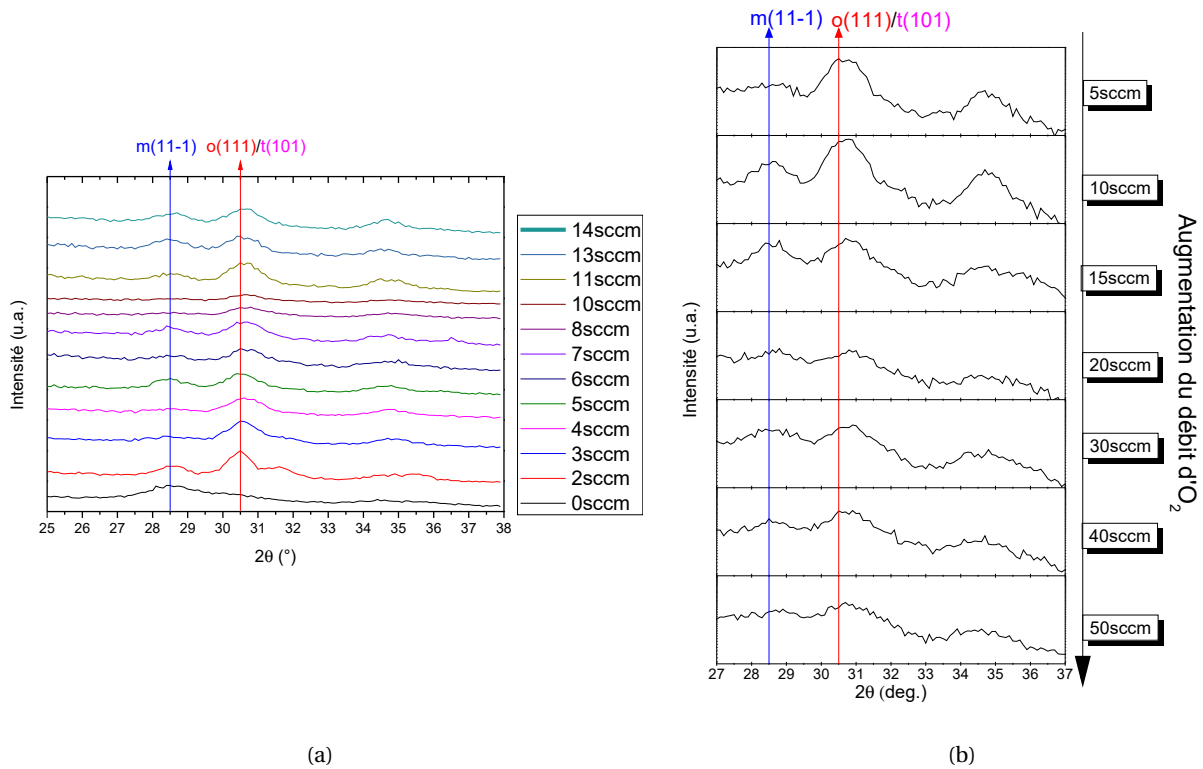 m(11-1) o(111)/t(101)
Intensité (u.a.)
25 26 27 28 29 30 31 32 33 34 35 36 37 38
2θ (°)
14sccm
13sccm
11sccm
10sccm
8sccm
7sccm
6sccm
5sccm
4sccm
3sccm
2sccm
0sccm
(a)
m(11-1) o(111)/t(101)
Intensité (u.a.)
5sccm
10sccm
15sccm
20sccm
30sccm
40sccm
50sccm
27 28 29 30 31 32 33 34 35 36 37
2θ (deg.)
Augmentation du débit d'O₂
(b)